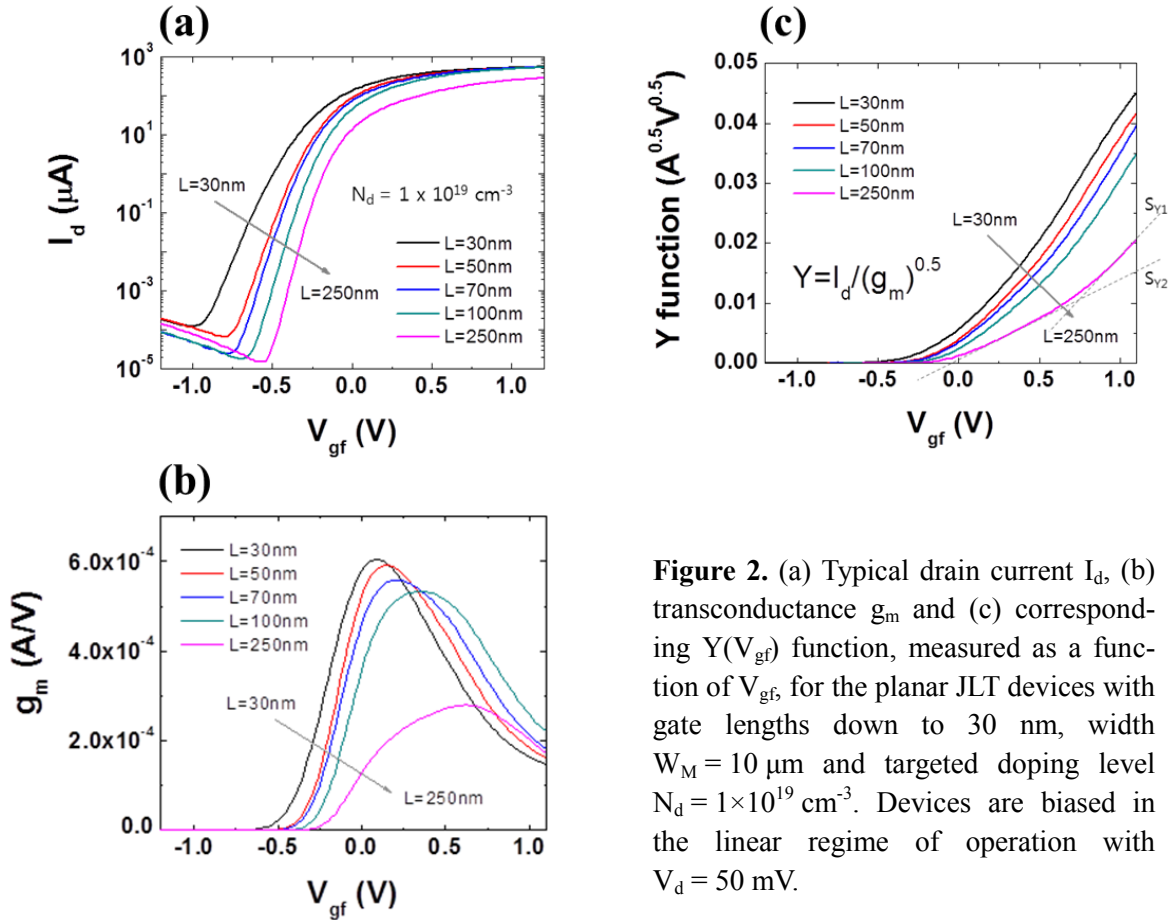 (a)
10³
10¹
10⁻¹
10⁻³
10⁻⁵
I_d (μA)
L=30nm
L=250nm
N_d = 1 x 10¹⁹ cm⁻³
L=30nm
L=50nm
L=70nm
L=100nm
L=250nm
-1.0 -0.5 0.0 0.5 1.0
V_gf (V)
(c)
0.05
0.04
0.03
0.02
0.01
0.00
Y function (A^0.5V^0.5)
L=30nm
L=50nm
L=70nm
L=100nm
L=250nm
L=30nm
S_Y1
Y=I_d/(g_m)^0.5
S_Y2
L=250nm
-1.0 -0.5 0.0 0.5 1.0
V_gf (V)
(b)
6.0x10⁻⁴
4.0x10⁻⁴
2.0x10⁻⁴
0.0
g_m (A/V)
L=30nm
L=50nm
L=70nm
L=100nm
L=250nm
L=30nm
L=250nm
-1.0 -0.5 0.0 0.5 1.0
V_gf (V)
Figure 2. (a) Typical drain current I_d, (b)
transconductance g_m and (c) correspond-
ing Y(V_gf) function, measured as a func-
tion of V_gf, for the planar JLT devices with
gate lengths down to 30 nm, width
W_M = 10 μm and targeted doping level
N_d = 1×10¹⁹ cm⁻³. Devices are biased in
the linear regime of operation with
V_d = 50 mV.